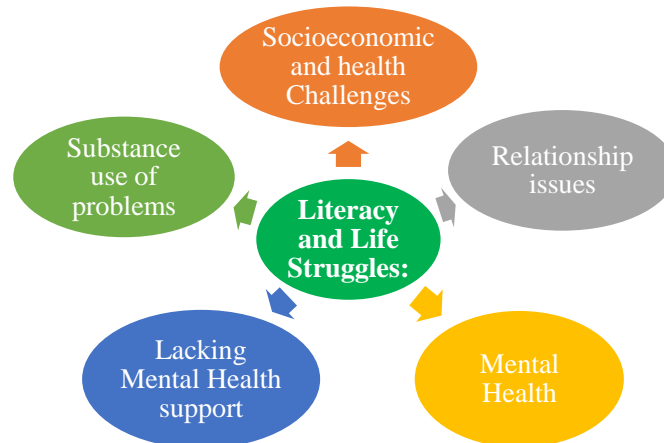 Socioeconomic
and health
Challenges
Substance
use of
problems
Relationship
issues
Literacy
and Life
Struggles:
Lacking
Mental Health
support
Mental
Health